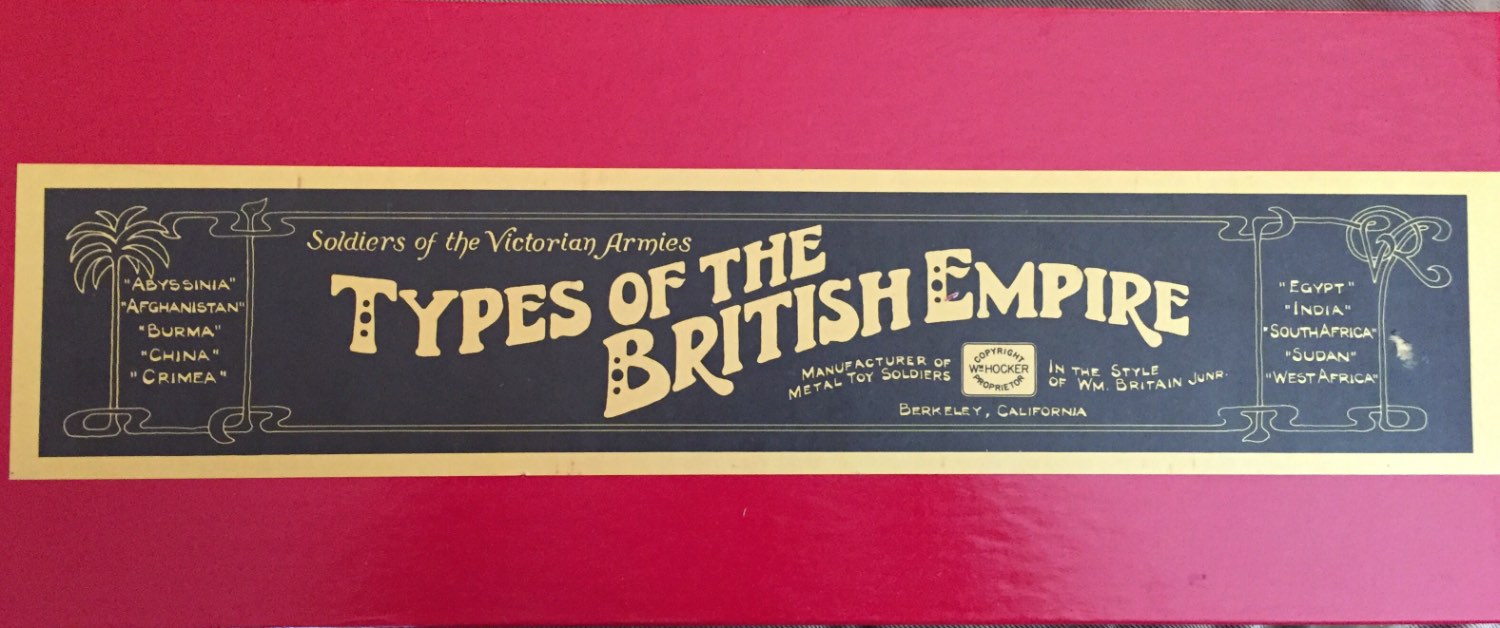 Soldiers of the Victorian Armies
TYPES OF THE
BRITISH EMPIRE
"ABYSSINIA"
"AFGHANISTAN"
"BURMA"
"CHINA"
"CRIMEA"
MANUFACTURER OF
METAL TOY SOLDIERS
COPYRIGHT
WM HOCKER
PROPRIETOR
IN THE STYLE
OF WM. BRITAIN JUNR.
BERKELEY, CALIFORNIA
"EGYPT"
"INDIA"
"SOUTH AFRICA"
"SUDAN"
"WEST AFRICA"